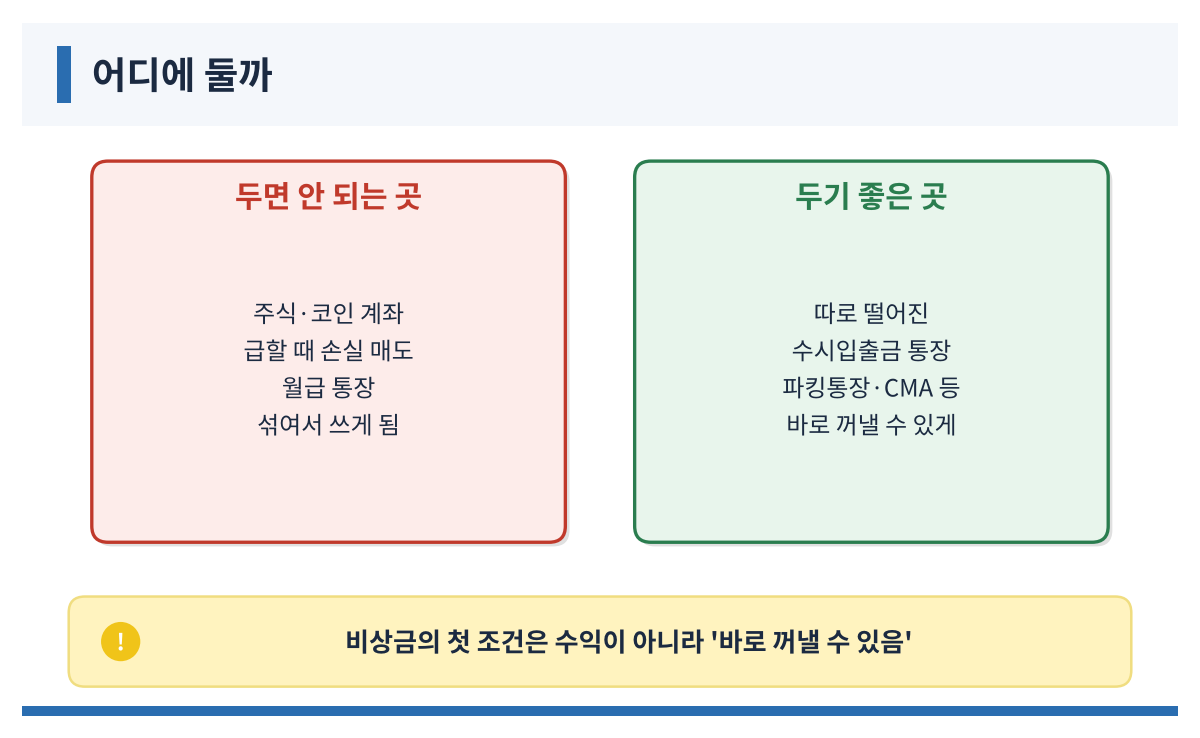 어디에 둘까
두면 안 되는 곳
주식·코인 계좌
급할 때 손실 매도
월급 통장
섞여서 쓰게 됨
두기 좋은 곳
따로 떨어진
수시입출금 통장
파킹통장·CMA 등
바로 꺼낼 수 있게
!
비상금의 첫 조건은 수익이 아니라 '바로 꺼낼 수 있음'